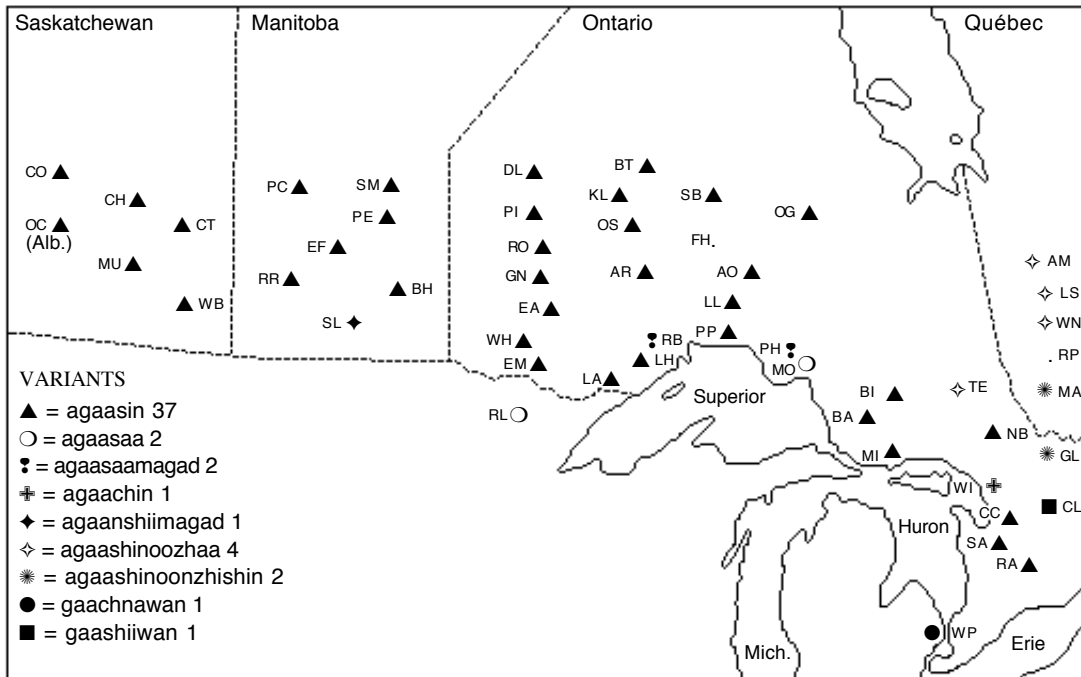 Saskatchewan Manitoba Ontario Québec
CO
CH
OC
(Alb.)
CT
MU
WB
PC
SM
PE
EF
RR
BH
SL
DL
BT
KL
SB
PI
OS
OG
RO
FH
GN
AR
AO
EA
LL
WH
RB
PP
PH
EM
LH
MO
LA
RL
AM
LS
WN
RP
TE
MA
BI
BA
NB
MI
GL
WI
CC
CL
SA
RA
WP
Superior
Huron
Mich.
Erie
VARIANTS
▲ = agaasin 37
❍ = agaasaa 2
❢ = agaasaamagad 2
✙ = agaachin 1
✦ = agaanshiimagad 1
✧ = agaashinoozhaa 4
✺ = agaashinoonzhishin 2
● = gaachnawan 1
■ = gaashiiwan 1